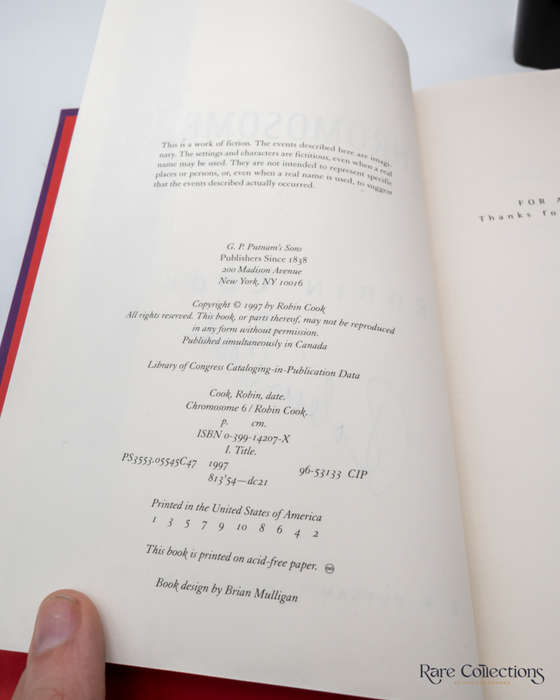 This is a work of fiction. The events described here are imagi-
nary. The settings and characters are fictitious, even when a real
name may be used. They are not intended to represent specific
places or persons, or, even when a real name is used, to suggest
that the events described actually occurred.
G. P. Putnam's Sons
Publishers Since 1838
200 Madison Avenue
New York, NY 10016
Copyright © 1997 by Robin Cook
All rights reserved. This book, or parts thereof, may not be reproduced
in any form without permission.
Published simultaneously in Canada
Library of Congress Cataloging-in-Publication Data
Cook, Robin, date.
Chromosome 6 / Robin Cook.
p. cm.
ISBN 0-399-14207-X
I. Title.
PS3553.O5545C47 1997 96-53133 CIP
813'54—dc21
Printed in the United States of America
1 3 5 7 9 10 8 6 4 2
This book is printed on acid-free paper. ♾
Book design by Brian Mulligan
FOR
Thanks fo
Rare Collections